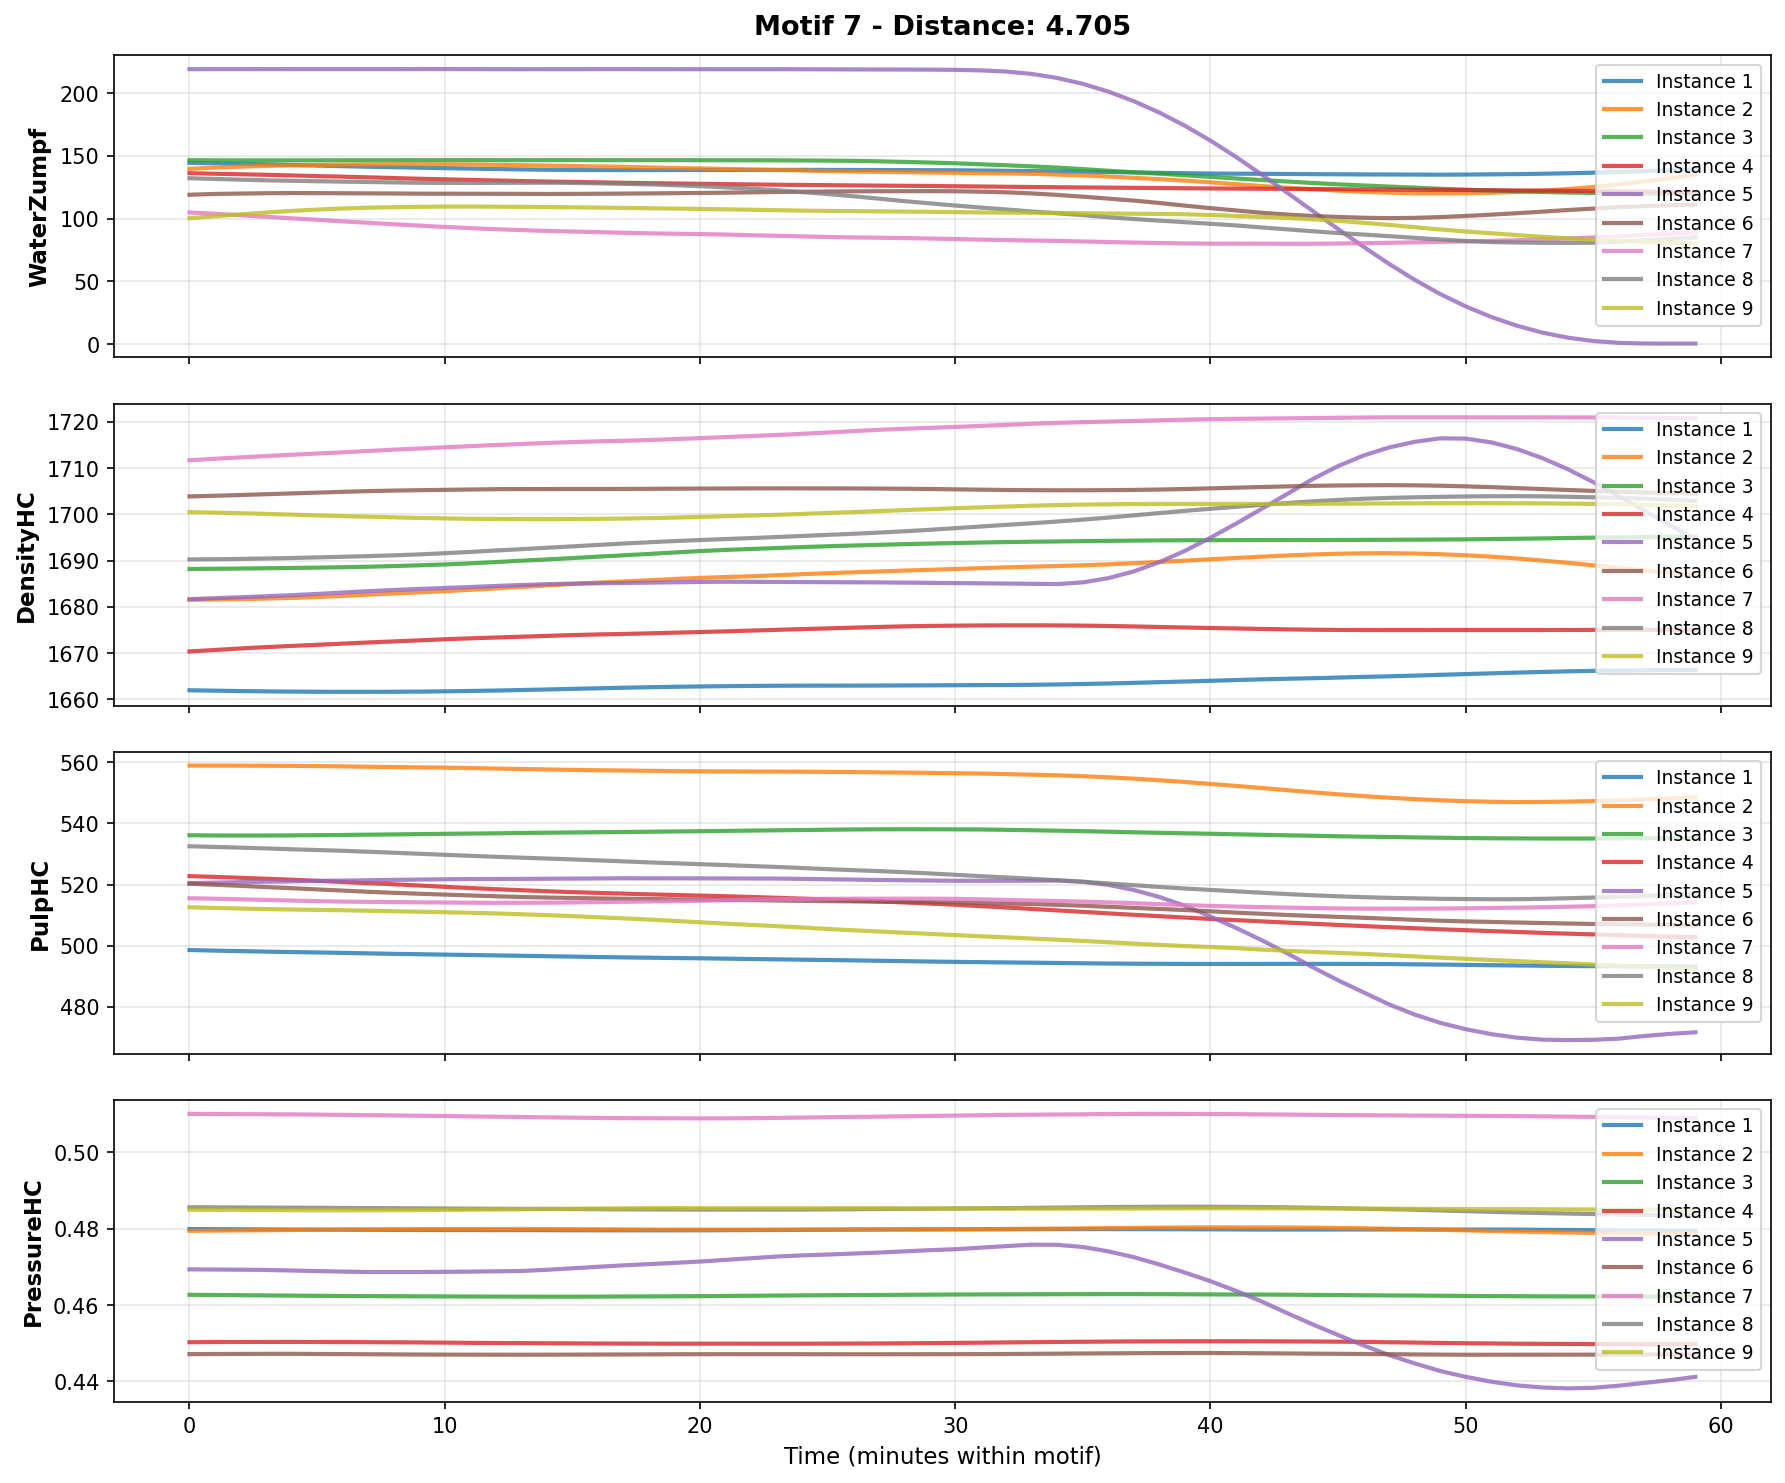 Motif 7 - Distance: 4.705
WaterZumpf
200
150
100
50
0
Instance 1
Instance 2
Instance 3
Instance 4
Instance 5
Instance 6
Instance 7
Instance 8
Instance 9
DensityHC
1720
1710
1700
1690
1680
1670
1660
Instance 1
Instance 2
Instance 3
Instance 4
Instance 5
Instance 6
Instance 7
Instance 8
Instance 9
PulpHC
560
540
520
500
480
Instance 1
Instance 2
Instance 3
Instance 4
Instance 5
Instance 6
Instance 7
Instance 8
Instance 9
PressureHC
0.50
0.48
0.46
0.44
Instance 1
Instance 2
Instance 3
Instance 4
Instance 5
Instance 6
Instance 7
Instance 8
Instance 9
0 10 20 30 40 50 60
Time (minutes within motif)